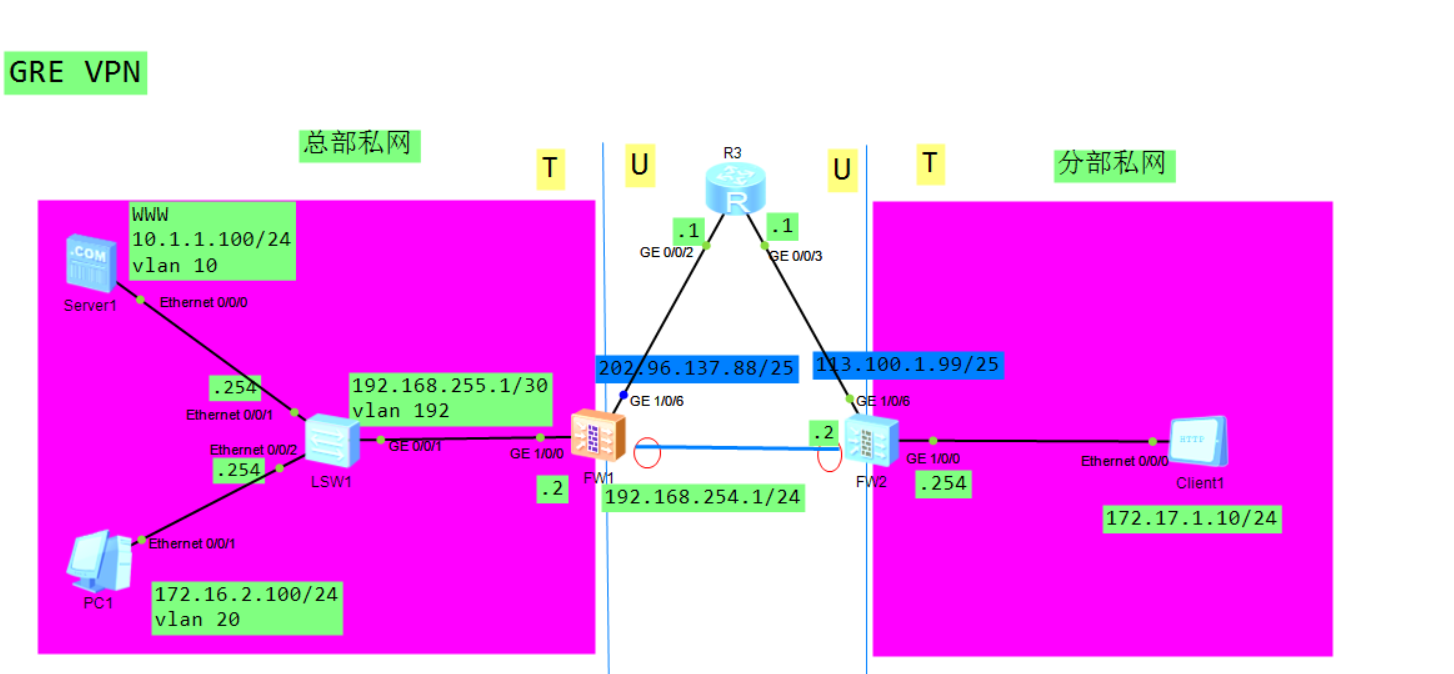 GRE VPN
总部私网
T
U
R3
U
T
分部私网
WWW
10.1.1.100/24
vlan 10
.COM
Server1
Ethernet 0/0/0
R
.1
.1
GE 0/0/2
GE 0/0/3
202.96.137.88/25
113.100.1.99/25
.254
Ethernet 0/0/1
192.168.255.1/30
vlan 192
GE 1/0/6
GE 1/0/6
Ethernet 0/0/2
.254
LSW1
GE 0/0/1
GE 1/0/0
.2
FW1
192.168.254.1/24
.2
FW2
GE 1/0/0
.254
HTTP
Ethernet 0/0/0
Client1
172.17.1.10/24
Ethernet 0/0/1
PC1
172.16.2.100/24
vlan 20